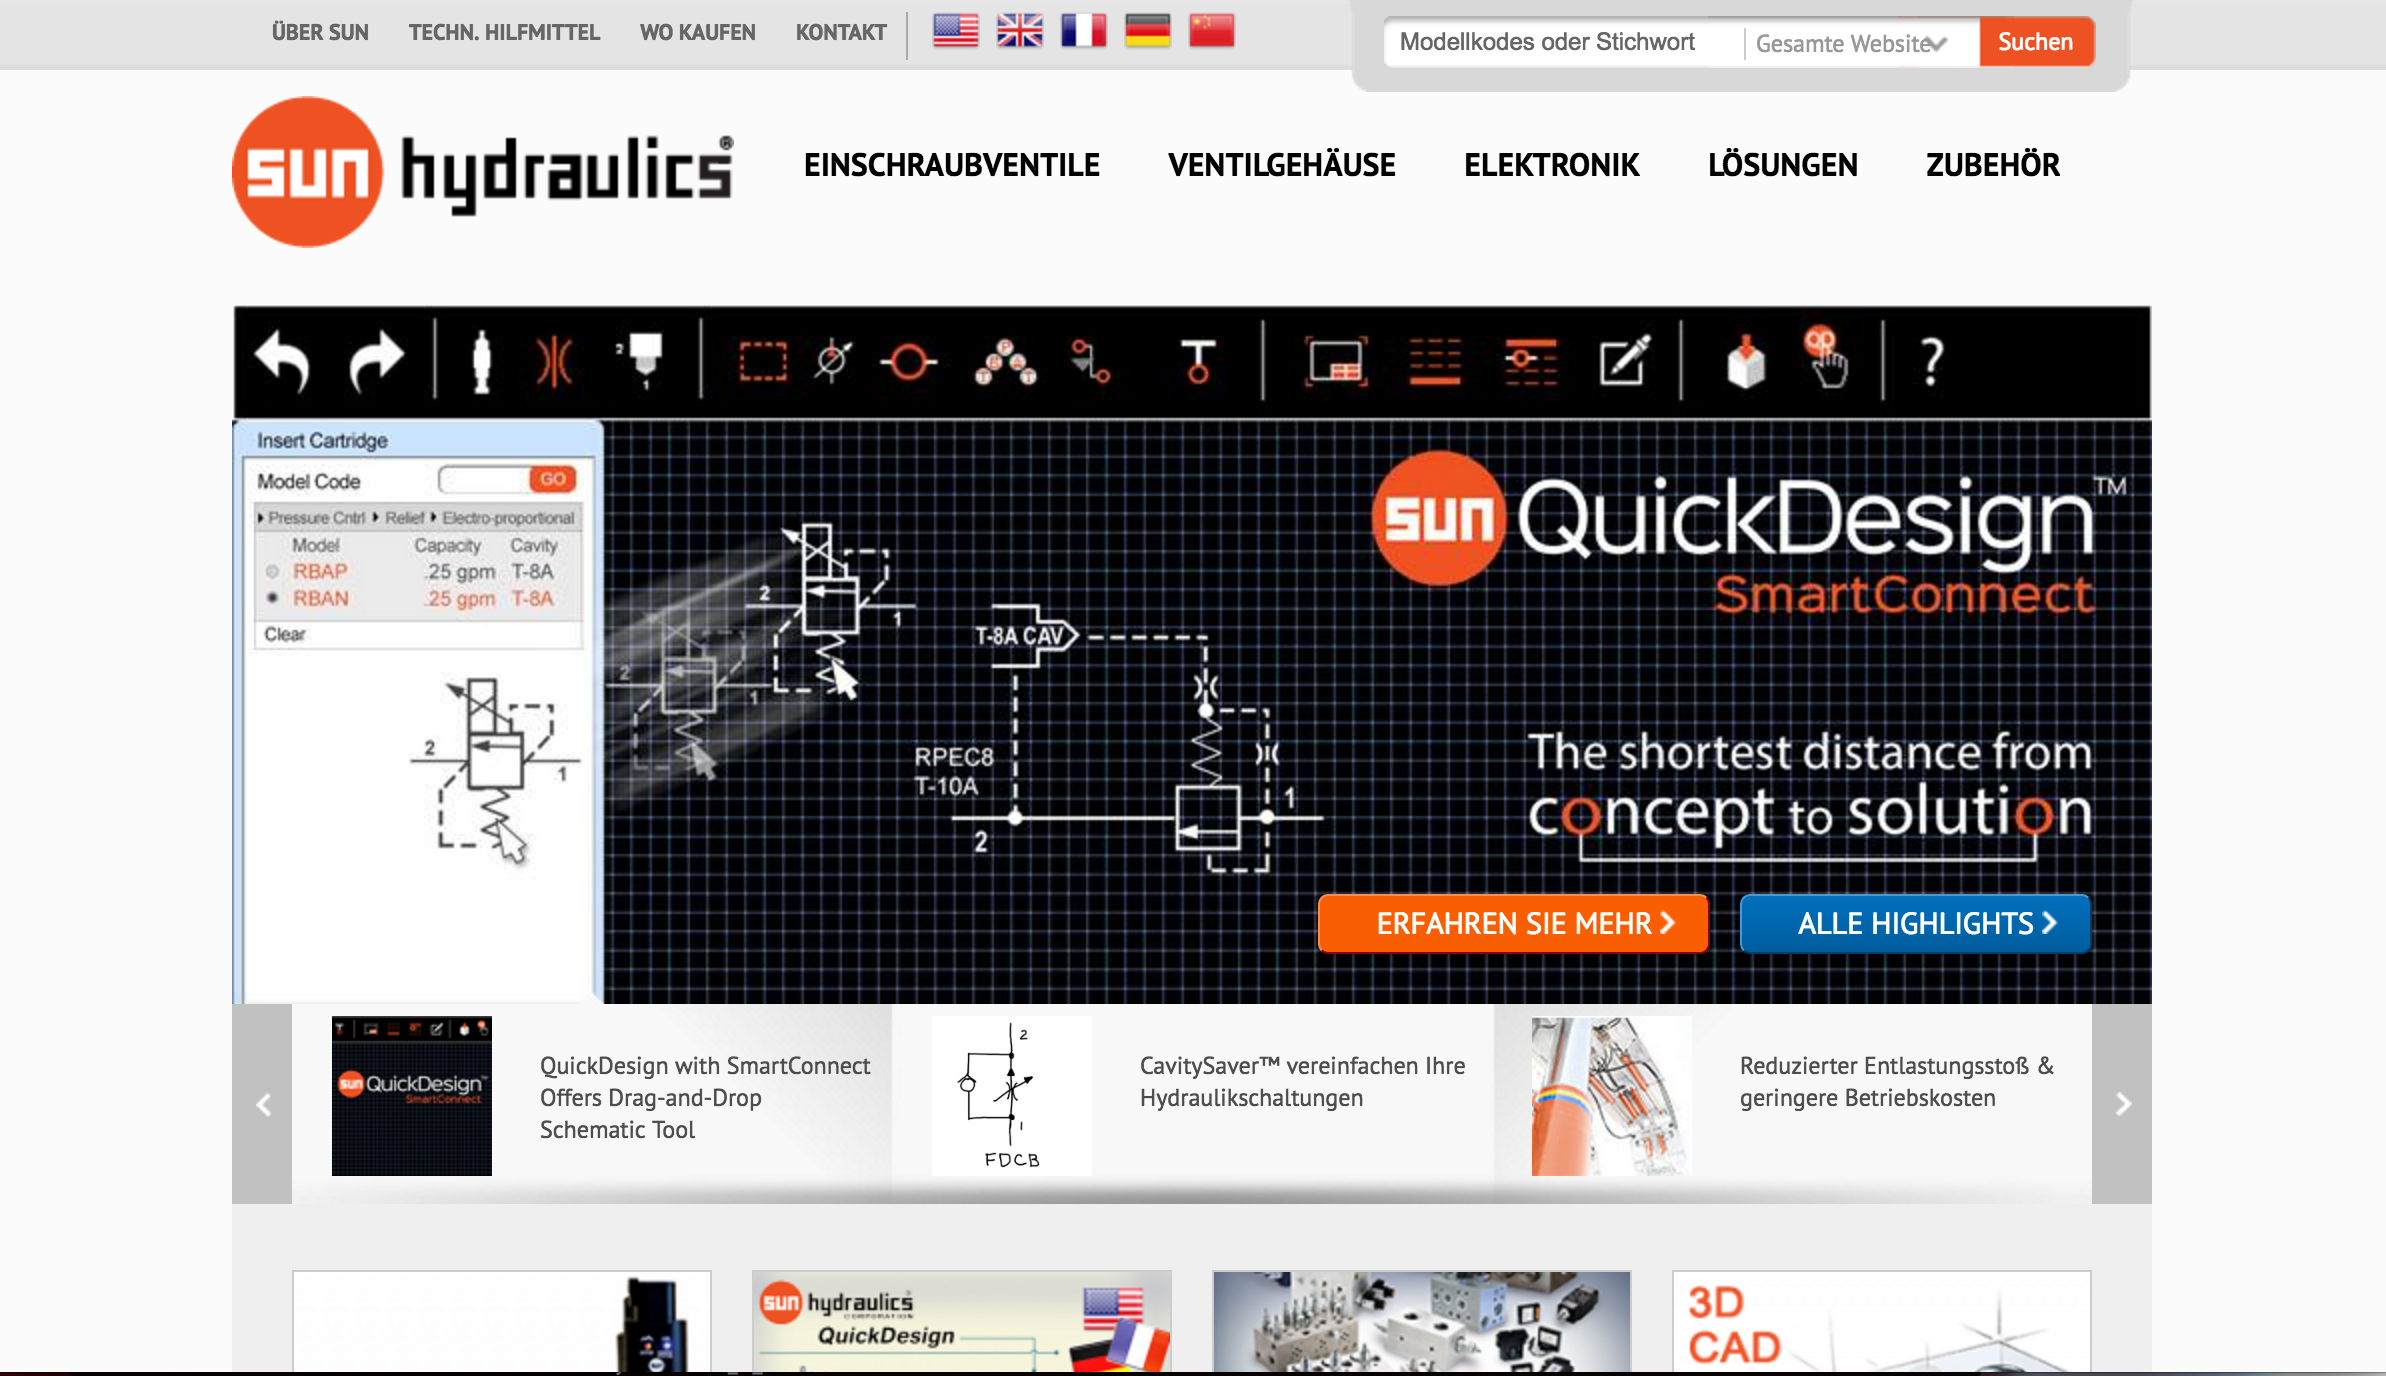 ÜBER SUN TECHN. HILFMITTEL WO KAUFEN KONTAKT
Modellkodes oder Stichwort Gesamte Website Suchen
sun hydraulics®
EINSCHRAUBVENTILE VENTILGEHÄUSE ELEKTRONIK LÖSUNGEN ZUBEHÖR
2
1
P
R A
T T
op
?
Insert Cartridge
Model Code GO
Pressure Cntrl Relief Electro-proportional
Model Capacity Cavity
RBAP .25 gpm T-8A
RBAN .25 gpm T-8A
Clear
2
1
2
1
2
1
T-8A CAV
RPEC8
T-10A
2
1
sun QuickDesign™
SmartConnect
The shortest distance from
concept to solution
ERFAHREN SIE MEHR
ALLE HIGHLIGHTS
sun QuickDesign™
SmartConnect
QuickDesign with SmartConnect
Offers Drag-and-Drop
Schematic Tool
2
1
FDCB
CavitySaver™ vereinfachen Ihre
Hydraulikschaltungen
Reduzierter Entlastungsstoß &
geringere Betriebskosten
sun hydraulics
CORPORATION
QuickDesign
3D
CAD